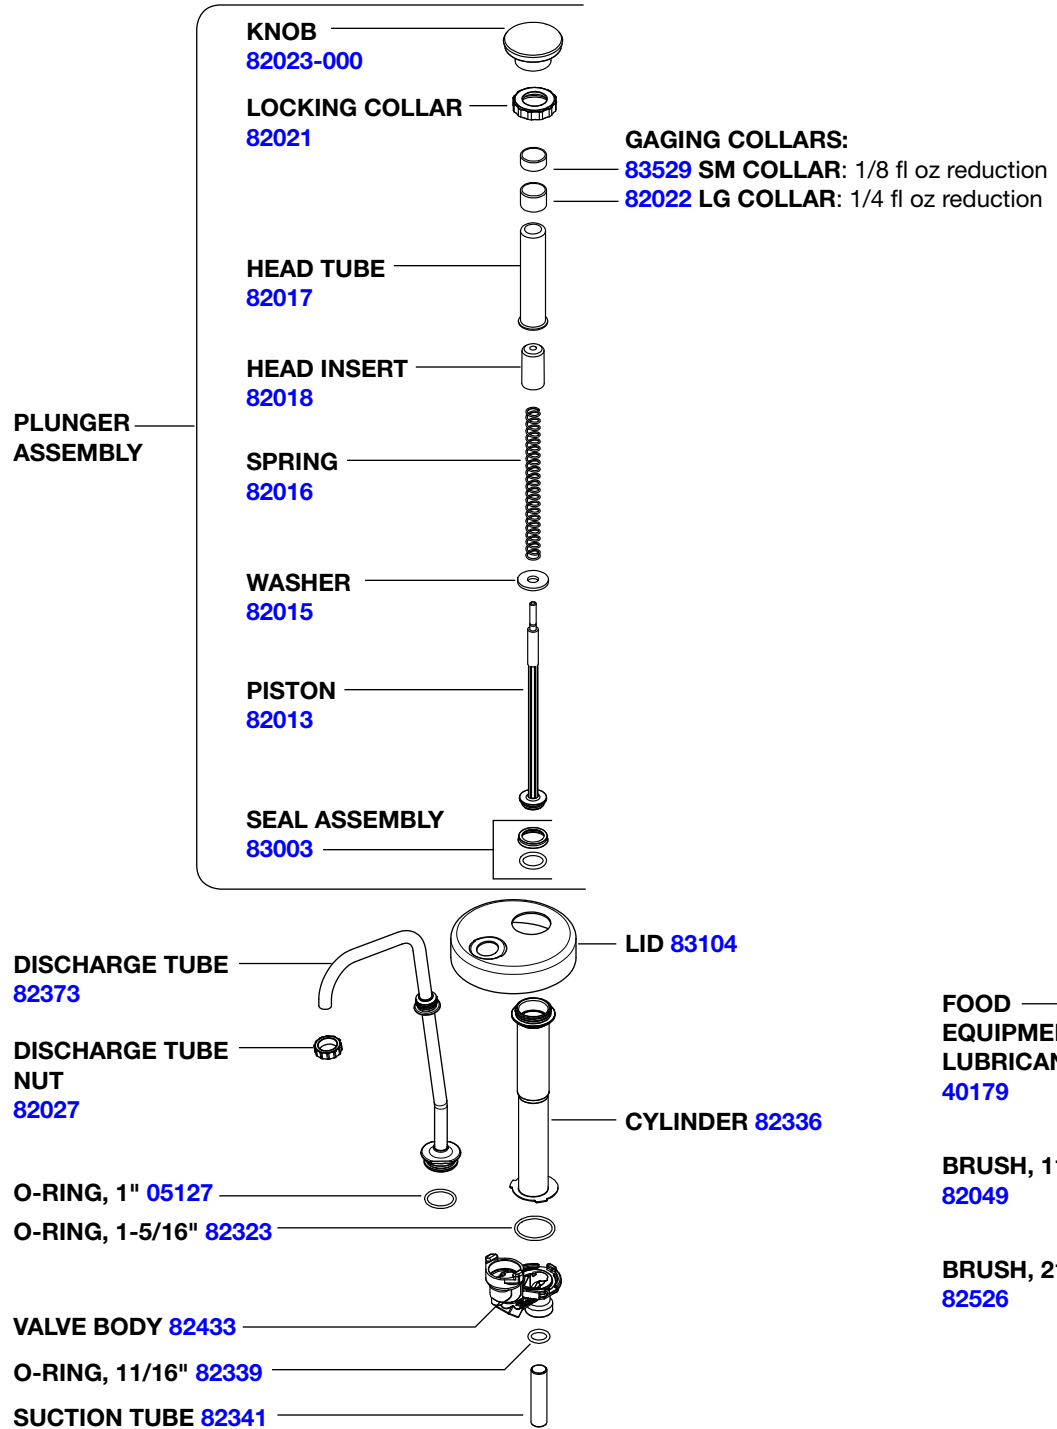 KNOB
82023-000
LOCKING COLLAR
82021
GAGING COLLARS:
83529 SM COLLAR: 1/8 fl oz reduction
82022 LG COLLAR: 1/4 fl oz reduction
HEAD TUBE
82017
HEAD INSERT
82018
PLUNGER
ASSEMBLY
SPRING
82016
WASHER
82015
PISTON
82013
SEAL ASSEMBLY
83003
LID 83104
DISCHARGE TUBE
82373
DISCHARGE TUBE
NUT
82027
CYLINDER 82336
O-RING, 1" 05127
O-RING, 1-5/16" 82323
VALVE BODY 82433
O-RING, 11/16" 82339
SUCTION TUBE 82341
FOOD
40179
BRUSH,
82049
BRUSH,
82526